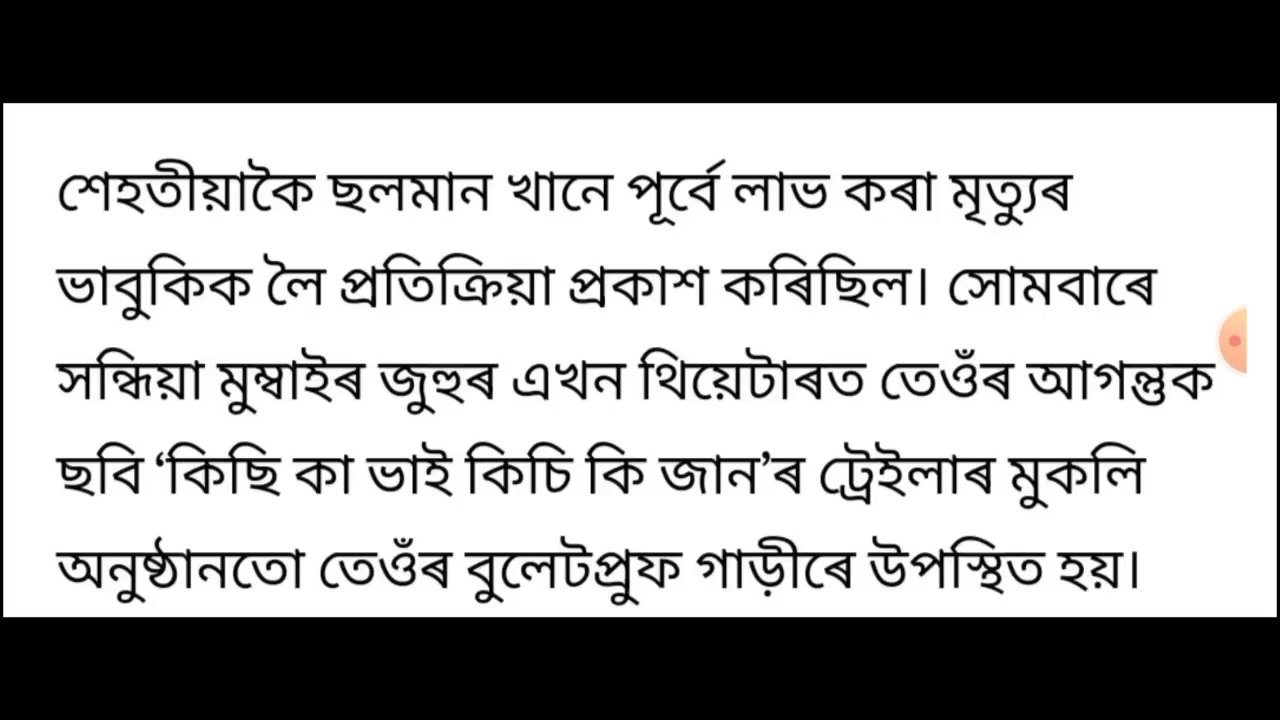 শেহতীয়াকৈ ছলমান খানে পূৰ্বে লাভ কৰা মৃত্যুৰ
ভাবুকিক লৈ প্ৰতিক্ৰিয়া প্ৰকাশ কৰিছিল। সোমবাৰে
সন্ধিয়া মুম্বাইৰ জুহুৰ এখন থিয়েটাৰত তেওঁৰ আগন্তুক
ছবি ‘কিছি কা ভাই কিচি কি জান’ৰ ট্ৰেইলাৰ মুকলি
অনুষ্ঠানতো তেওঁৰ বুলেটপ্ৰুফ গাড়ীৰে উপস্থিত হয়।